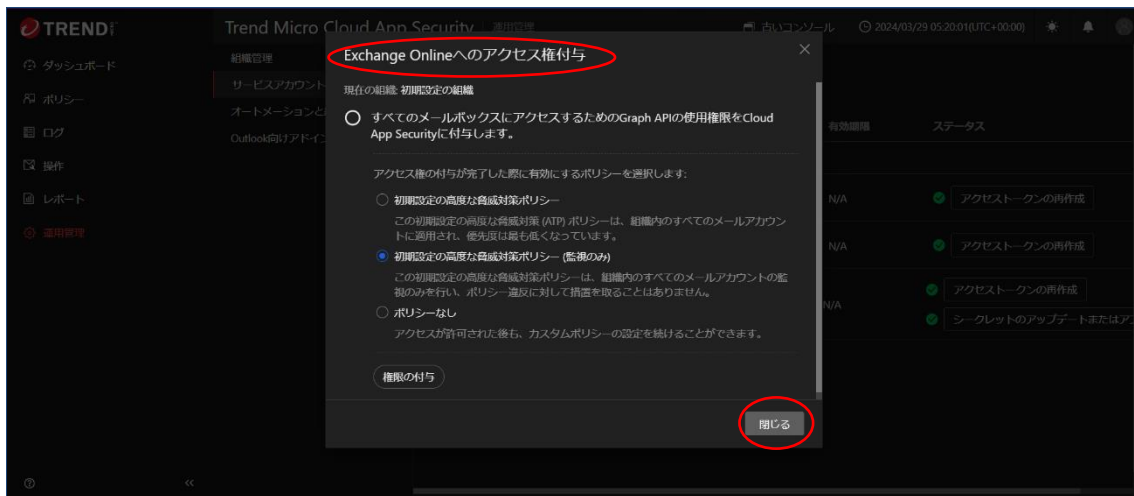 TREND
Trend Micro Cloud App Security
運用管理
古いコンソール
2024/03/29 05:20:01(UTC+00:00)
ダッシュボード
ポリシー
ログ
操作
レポート
運用管理
組織管理
サービスアカウント
オートメーションと
Outlook向けアドイン
Exchange Onlineへのアクセス権付与
現在の組織: 初期設定の組織
すべてのメールボックスにアクセスするためのGraph APIの使用権限をCloud
App Securityに付与します。
アクセス権の付与が完了した際に有効にするポリシーを選択します:
初期設定の高度な脅威対策ポリシー
この初期設定の高度な脅威対策 (ATP) ポリシーは、組織内のすべてのメールアカウン
トに適用され、優先度は最も低くなっています。
初期設定の高度な脅威対策ポリシー (監視のみ)
この初期設定の高度な脅威対策ポリシーは、組織内のすべてのメールアカウントの監
視のみを行い、ポリシー違反に対して措置を取ることはありません。
ポリシーなし
アクセスが許可された後も、カスタムポリシーの設定を続けることができます。
権限の付与
閉じる
有効期限
ステータス
N/A
アクセストークンの再作成
N/A
アクセストークンの再作成
N/A
アクセストークンの再作成
シークレットのアップデートまたはア